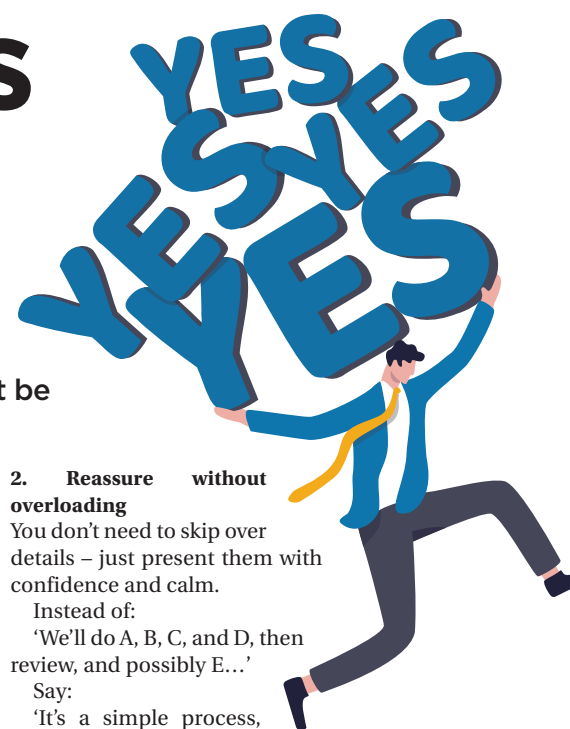 s
YES
YES
YES
YES
t be
2. Reassure without
overloading
You don’t need to skip over
details – just present them with
confidence and calm.
Instead of:
‘We’ll do A, B, C, and D, then
review, and possibly E…’
Say:
‘It’s a simple process,